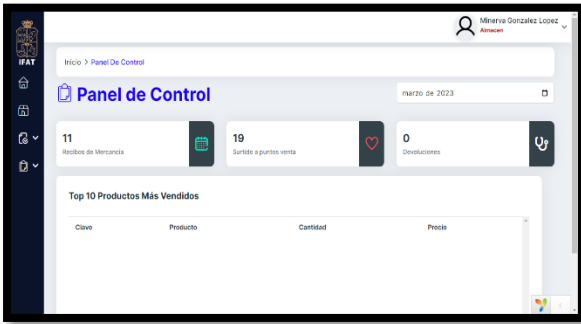 Minerva Gonzalez Lopez
Almacen
IFAT
Inicio > Panel De Control
Panel de Control
marzo de 2023
11
Recibos de Mercancía
19
Surtido a puntos venta
0
Devoluciones
Top 10 Productos Más Vendidos
Clave Producto Cantidad Precio